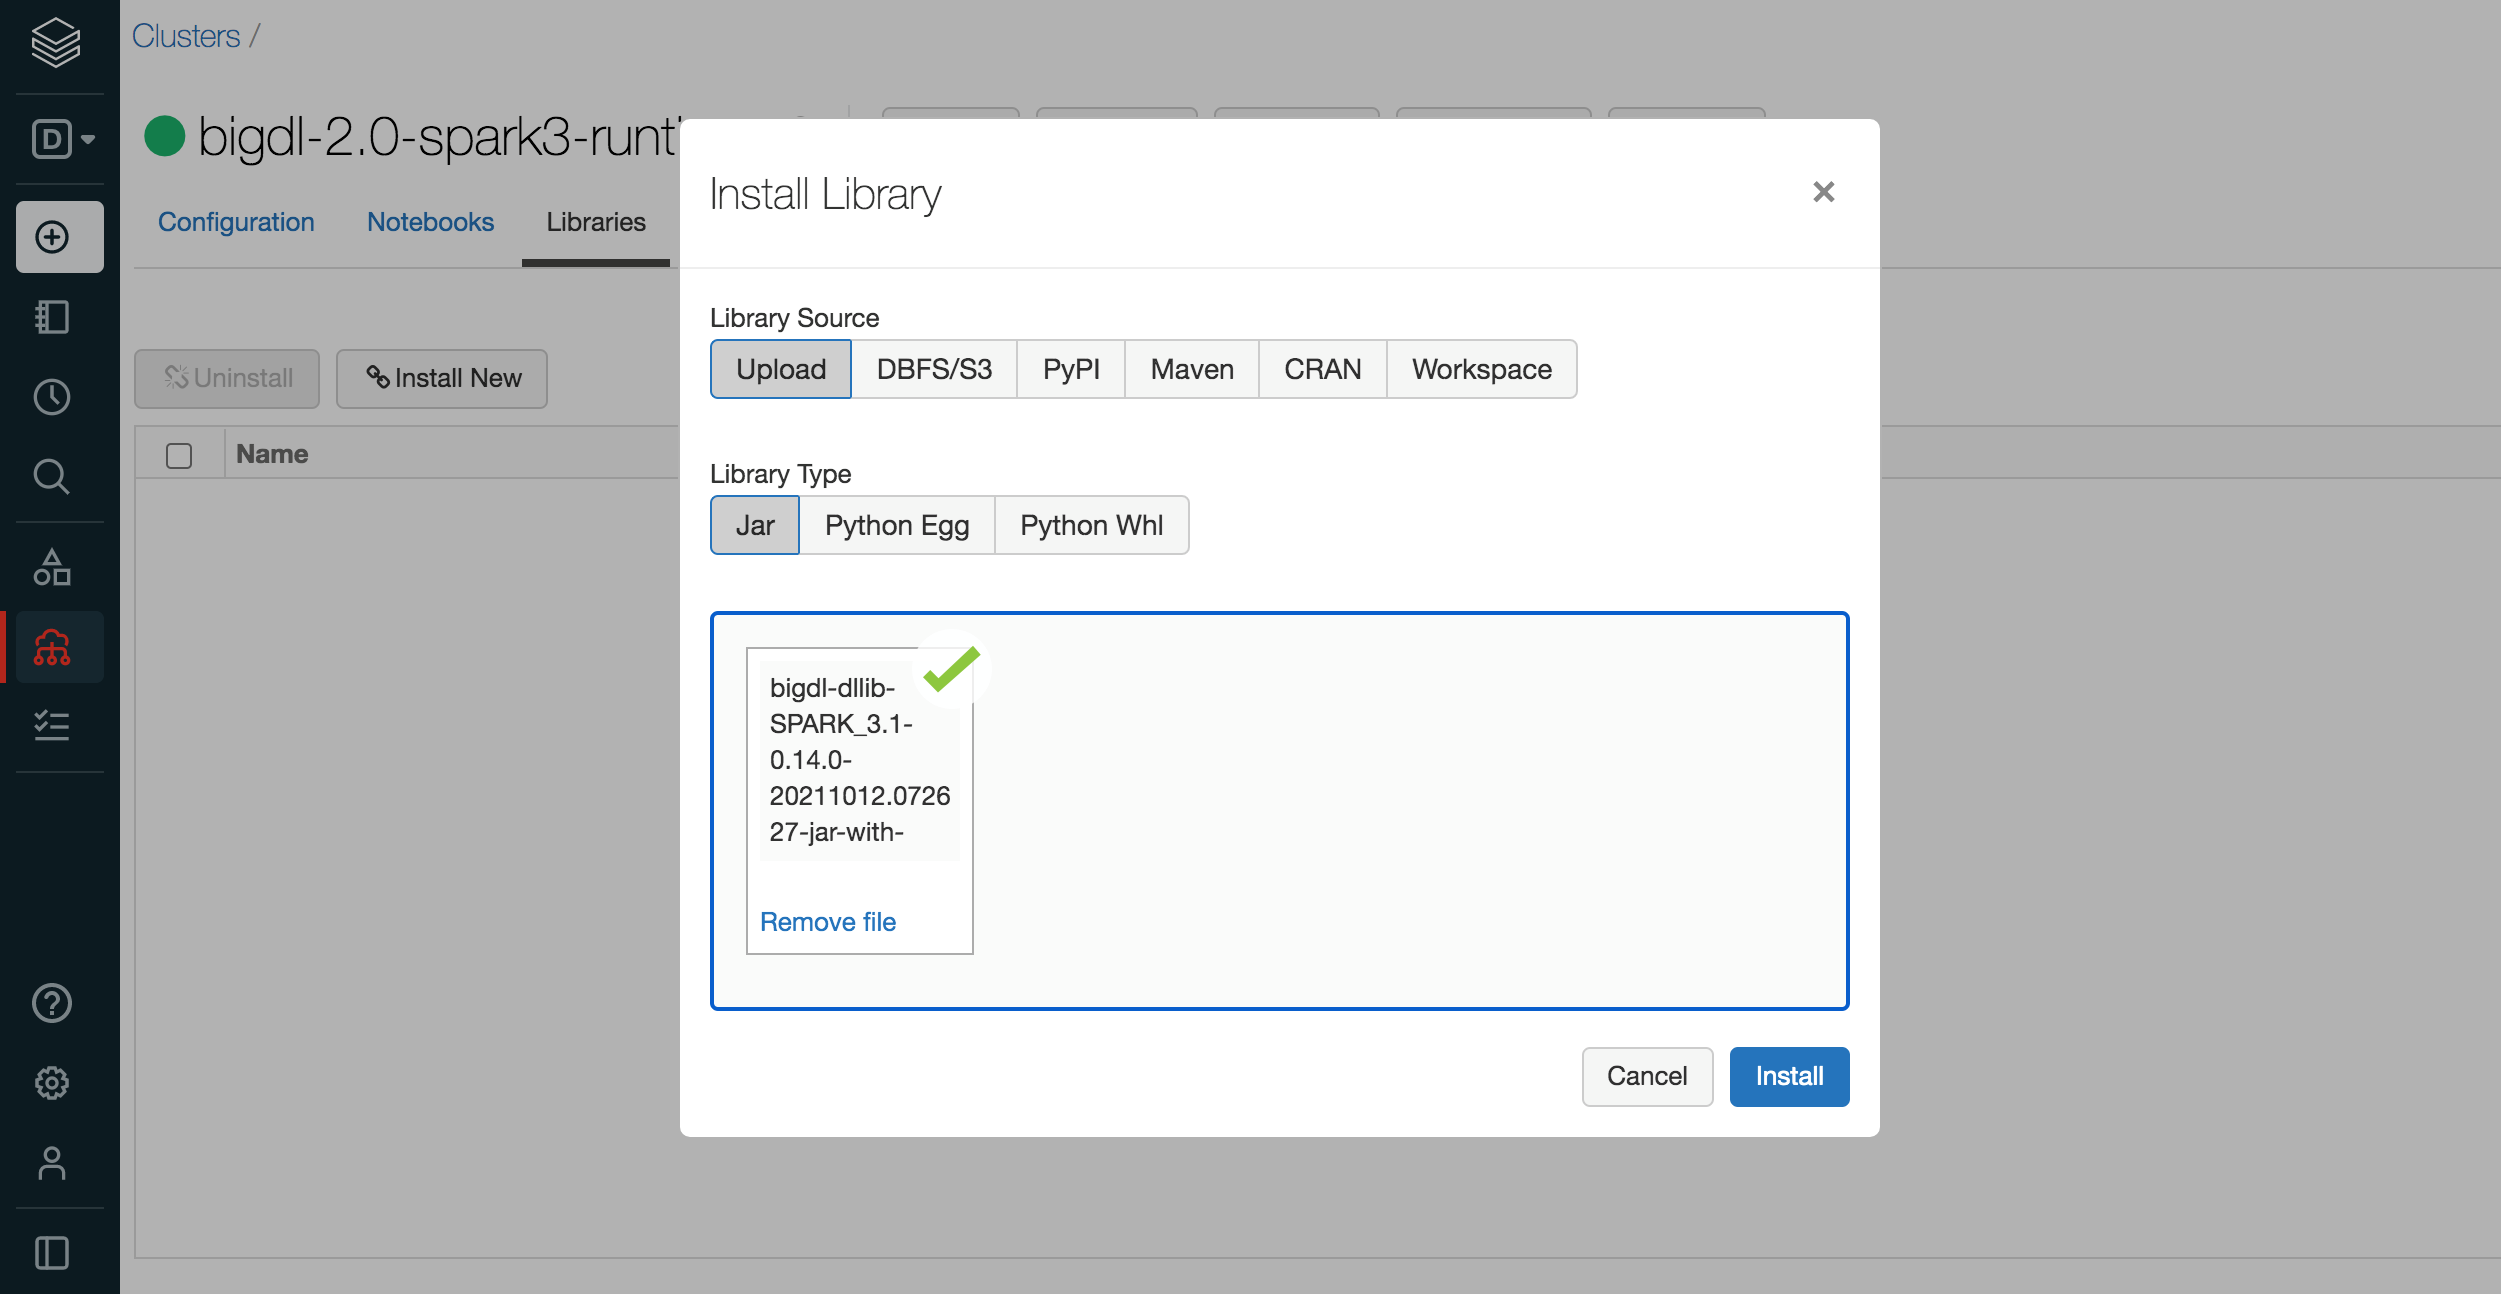 Clusters /
D
bigdl-2.0-spark3-runt
Configuration Notebooks Libraries
Uninstall Install New
Name
Install Library
×
Library Source
Upload DBFS/S3 PyPI Maven CRAN Workspace
Library Type
Jar Python Egg Python Whl
bigdl-dllib-
SPARK_3.1-
0.14.0-
20211012.0726
27-jar-with-
Remove file
Cancel Install